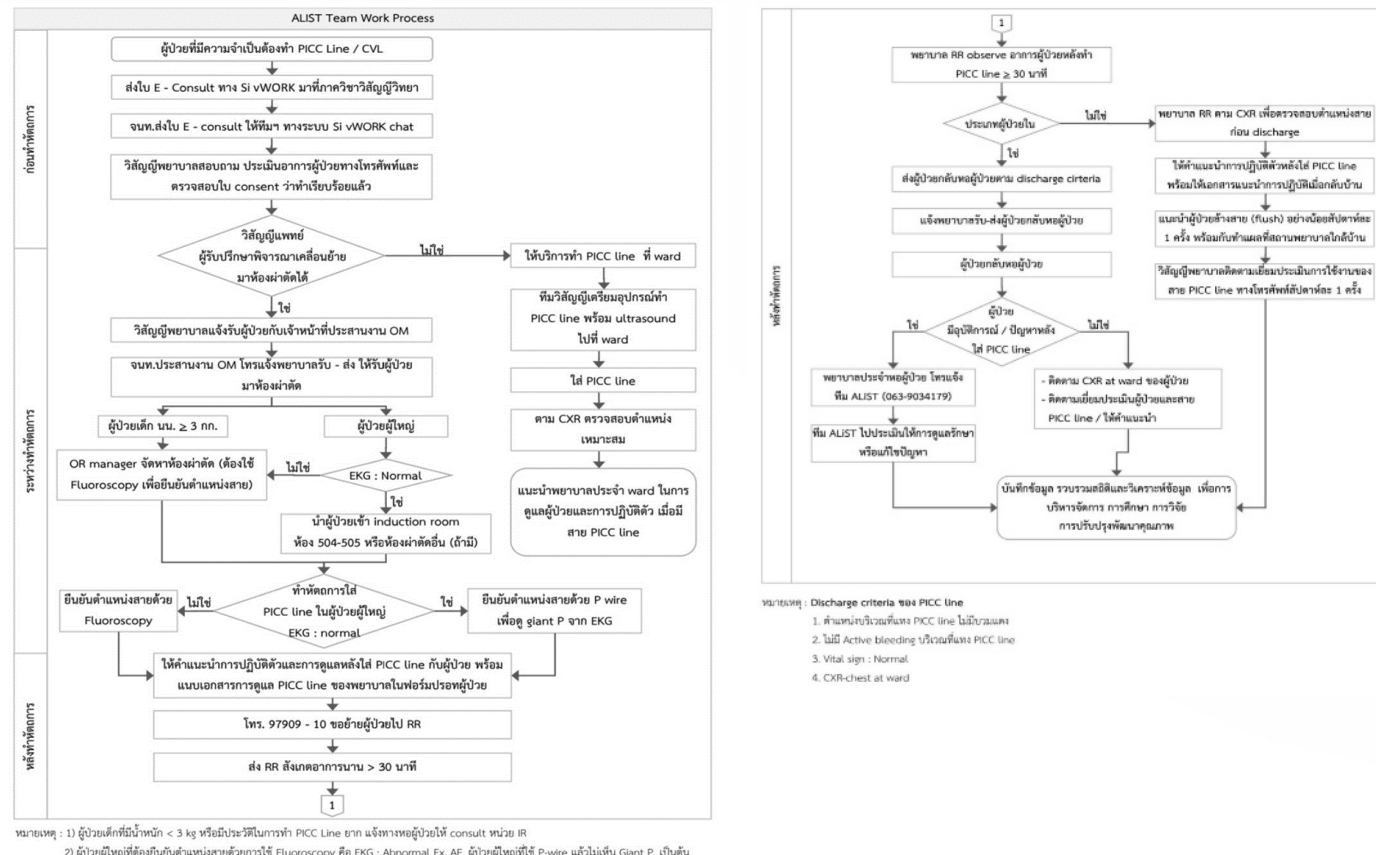 ALIST Team Work Process
ก่อนทำหัตถการ
ผู้ป่วยที่มีความจำเป็นต้องทำ PICC Line / CVL
ส่งใบ E - Consult ทาง Si vWORK มาที่ภาควิชาวิสัญญีวิทยา
จนท.ส่งใบ E - consult ให้ทีมฯ ทางระบบ Si vWORK chat
วิสัญญีพยาบาลสอบถาม ประเมินอาการผู้ป่วยทางโทรศัพท์และ
ตรวจสอบใบ consent ว่าทำเรียบร้อยแล้ว
ระหว่างทำหัตถการ
วิสัญญีแพทย์
ผู้รับปรึกษาพิจารณาเคลื่อนย้าย
มาห้องผ่าตัดได้
ไม่ใช่
ให้บริการทำ PICC line ที่ ward
ทีมวิสัญญีเตรียมอุปกรณ์ทำ
PICC line พร้อม ultrasound
ไปที่ ward
ใส่ PICC line
ตาม CXR ตรวจสอบตำแหน่ง
เหมาะสม
แนะนำพยาบาลประจำ ward ในการ
ดูแลผู้ป่วยและการปฏิบัติตัว เมื่อมี
สาย PICC line
ใช่
วิสัญญีพยาบาลแจ้งรับผู้ป่วยกับเจ้าหน้าที่ประสานงาน OM
จนท.ประสานงาน OM โทรแจ้งพยาบาลรับ - ส่ง ให้รับผู้ป่วย
มาห้องผ่าตัด
ผู้ป่วยเด็ก นน. ≥ 3 กก.
ผู้ป่วยผู้ใหญ่
OR manager จัดหาห้องผ่าตัด (ต้องใช้
Fluoroscopy เพื่อยืนยันตำแหน่งสาย)
ไม่ใช่
EKG : Normal
ใช่
นำผู้ป่วยเข้า induction room
ห้อง 504-505 หรือห้องผ่าตัดอื่น (ถ้ามี)
ทำหัตถการใส่
PICC line ในผู้ป่วยผู้ใหญ่
EKG : normal
ไม่ใช่
ยืนยันตำแหน่งสายด้วย
Fluoroscopy
ใช่
ยืนยันตำแหน่งสายด้วย P wire
เพื่อดู giant P จาก EKG
หลังทำหัตถการ
ให้คำแนะนำการปฏิบัติตัวและการดูแลหลังใส่ PICC line กับผู้ป่วย พร้อม
แนบเอกสารการดูแล PICC line ของพยาบาลในฟอร์มปรอทผู้ป่วย
โทร. 97909 - 10 ขอย้ายผู้ป่วยไป RR
ส่ง RR สังเกตอาการนาน > 30 นาที
1
หมายเหตุ : 1) ผู้ป่วยเด็กที่มีน้ำหนัก < 3 kg หรือมีประวัติในการทำ PICC Line ยาก แจ้งทางหอผู้ป่วยให้ consult หน่วย IR
2) ผู้ป่วยผู้ใหญ่ที่ต้องยืนยันตำแหน่งสายด้วยการใช้ Fluoroscopy คือ EKG : Abnormal Ex. AF, ผู้ป่วยผู้ใหญ่ที่ใช้ P-wire แล้วไม่เห็น Giant P, เป็นต้น
1
หลังทำหัตถการ
พยาบาล RR observe อาการผู้ป่วยหลังทำ
PICC line ≥ 30 นาที
ประเภทผู้ป่วยใน
ไม่ใช่
พยาบาล RR ตาม CXR เพื่อตรวจสอบตำแหน่งสาย
ก่อน discharge
ให้คำแนะนำการปฏิบัติตัวหลังใส่ PICC line
พร้อมให้เอกสารแนะนำการปฏิบัติเมื่อกลับบ้าน
แนะนำผู้ป่วยล้างสาย (flush) อย่างน้อยสัปดาห์ละ
1 ครั้ง พร้อมกับทำแผลที่สถานพยาบาลใกล้บ้าน
วิสัญญีพยาบาลติดตามเยี่ยมประเมินการใช้งานของ
สาย PICC line ทางโทรศัพท์สัปดาห์ละ 1 ครั้ง
ใช่
ส่งผู้ป่วยกลับหอผู้ป่วยตาม discharge cirteria
แจ้งพยาบาลรับ-ส่งผู้ป่วยกลับหอผู้ป่วย
ผู้ป่วยกลับหอผู้ป่วย
ผู้ป่วย
มีอุบัติการณ์ / ปัญหาหลัง
ใส่ PICC line
ใช่
ไม่ใช่
พยาบาลประจำหอผู้ป่วย โทรแจ้ง
ทีม ALIST (063-9034179)
ทีม ALiST ไปประเมินให้การดูแลรักษา
หรือแก้ไขปัญหา
- ติดตาม CXR at ward ของผู้ป่วย
- ติดตามเยี่ยมประเมินผู้ป่วยและสาย
PICC line / ให้คำแนะนำ
บันทึกข้อมูล รวบรวมสถิติและวิเคราะห์ข้อมูล เพื่อการ
บริหารจัดการ การศึกษา การวิจัย
การปรับปรุงพัฒนาคุณภาพ
หมายเหตุ : Discharge criteria ของ PICC line
1. ตำแหน่งบริเวณที่แทง PICC line ไม่มีบวมแดง
2. ไม่มี Active bleeding บริเวณที่แทง PICC line
3. Vital sign : Normal
4. CXR-chest at ward